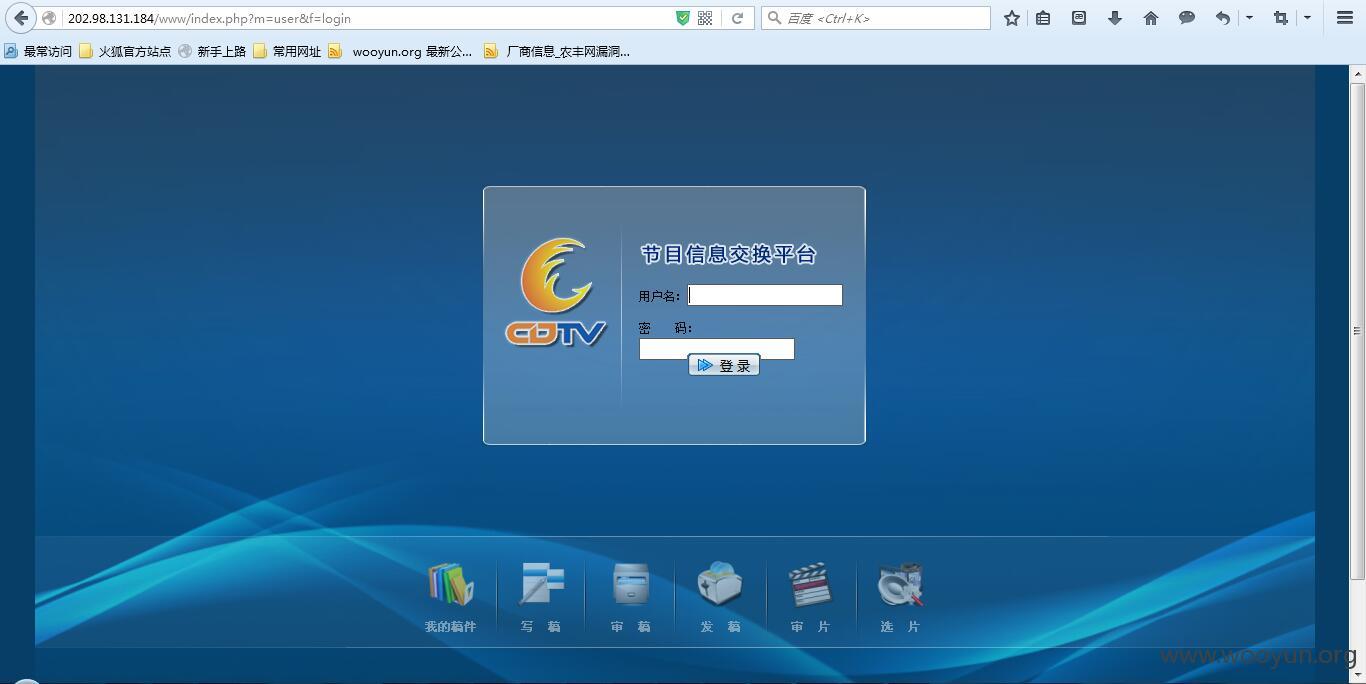 202.98.131.184/www/index.php?m=user&f=login
百度 <Ctrl+K>
最常访问 火狐官方站点 新手上路 常用网址 wooyun.org 最新公... 厂商信息_农丰网漏洞...
节目信息交换平台
CDTV
用户名：
密 码：
登 录
我的稿件 写 稿 审 稿 发 稿 审 片 选 片
www.wooyun.org